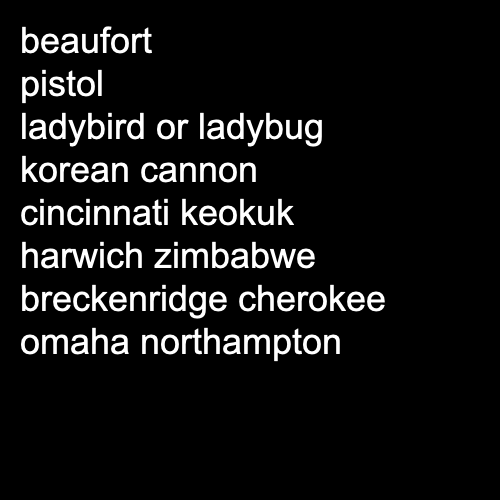 beaufort
pistol
ladybird or ladybug
korean cannon
cincinnati keokuk
harwich zimbabwe
breckenridge cherokee
omaha northampton